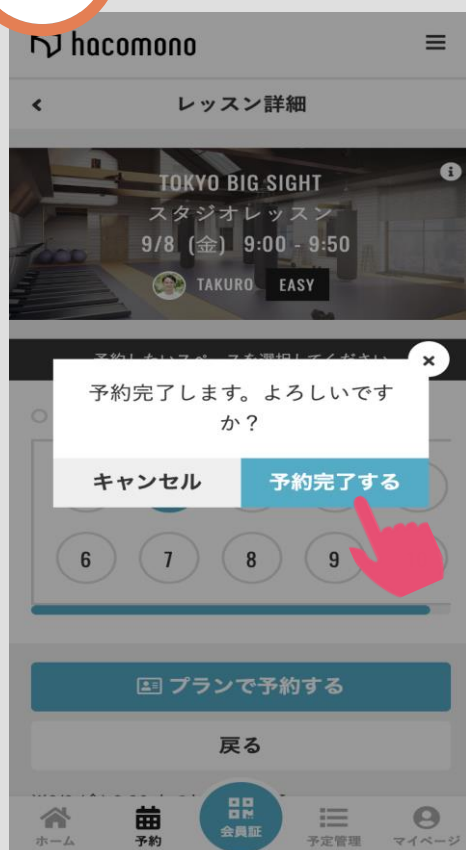 hacomono
レッスン詳細
TOKYO BIG SIGHT
スタジオレッスン
9/8 (金) 9:00 - 9:50
TAKURO EASY
予約したいスペースを選択してください
予約完了します。よろしいです
か？
キャンセル 予約完了する
6 7 8 9
プランで予約する
戻る
ホーム 予約 会員証 予定管理 マイページ